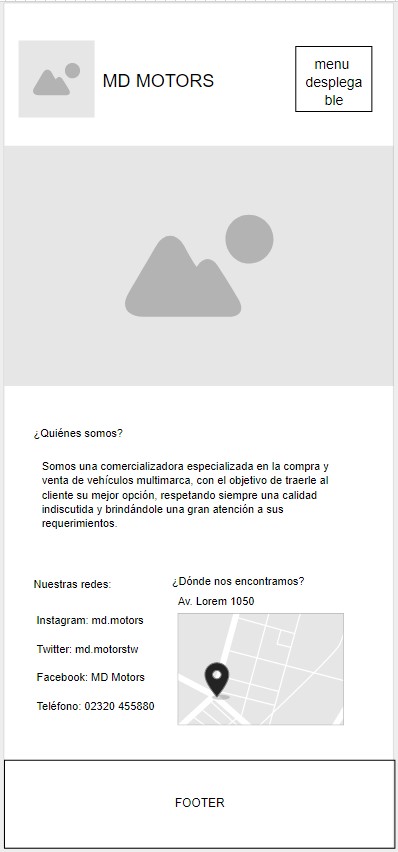 MD MOTORS
menu
desplega
ble
¿Quiénes somos?
Somos una comercializadora especializada en la compra y
venta de vehículos multimarca, con el objetivo de traerle al
cliente su mejor opción, respetando siempre una calidad
indiscutida y brindándole una gran atención a sus
requerimientos.
Nuestras redes:
Instagram: md.motors
Twitter: md.motorstw
Facebook: MD Motors
Teléfono: 02320 455880
¿Dónde nos encontramos?
Av. Lorem 1050
FOOTER